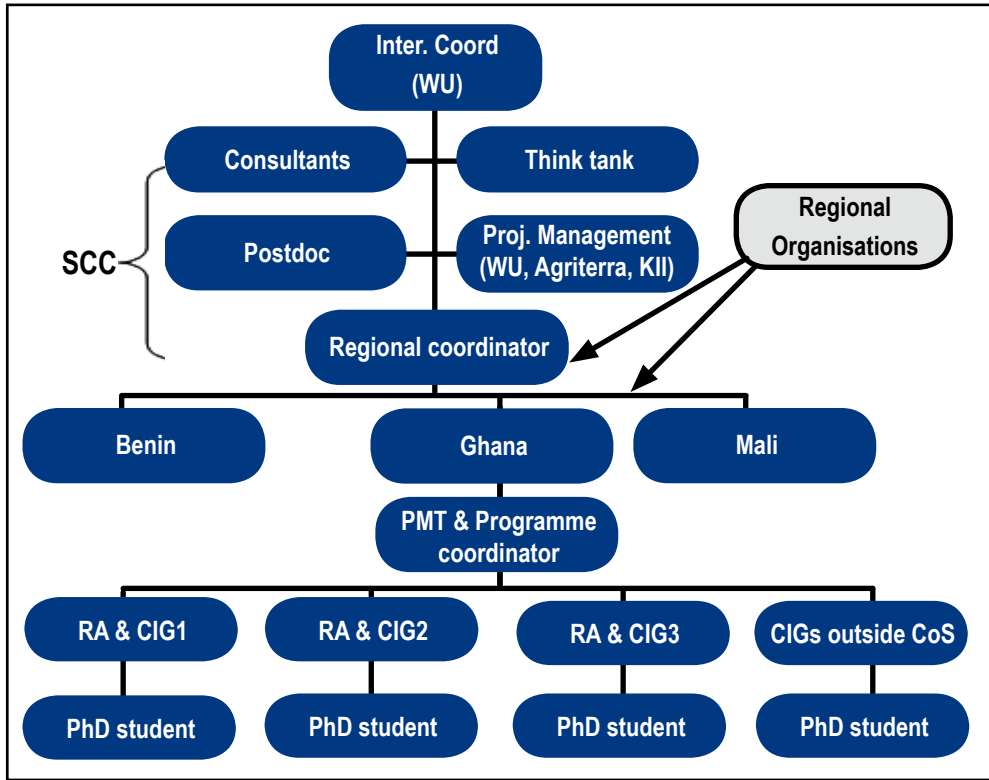 Inter. Coord
(WU)
Consultants
Think tank
SCC
Postdoc
Proj. Management
(WU, Agriterra, KII)
Regional
Organisations
Regional coordinator
Benin
Ghana
Mali
PMT & Programme
coordinator
RA & CIG1
RA & CIG2
RA & CIG3
CIGs outside CoS
PhD student
PhD student
PhD student
PhD student